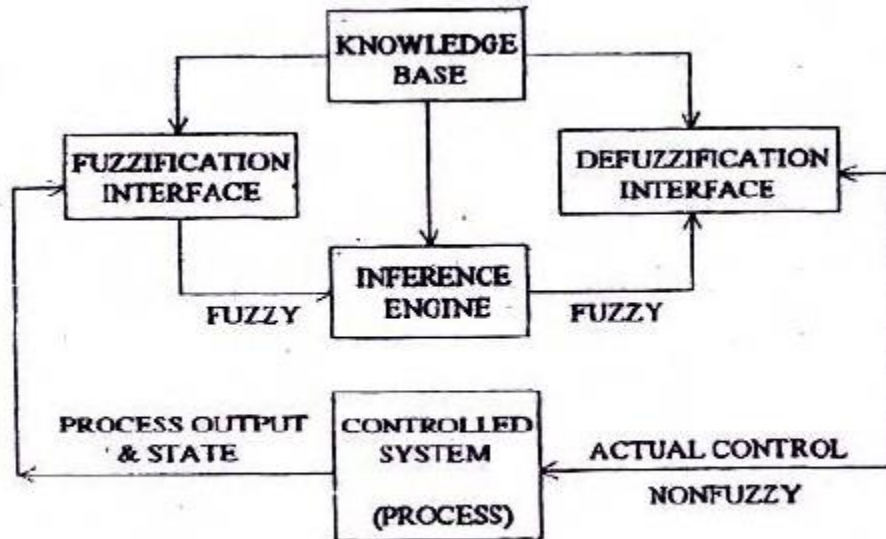 KNOWLEDGE
BASE
FUZZIFICATION
INTERFACE
DEFUZZIFICATION
INTERFACE
INFERENCE
ENGINE
FUZZY
FUZZY
PROCESS OUTPUT
& STATE
CONTROLLED
SYSTEM
(PROCESS)
ACTUAL CONTROL
NONFUZZY